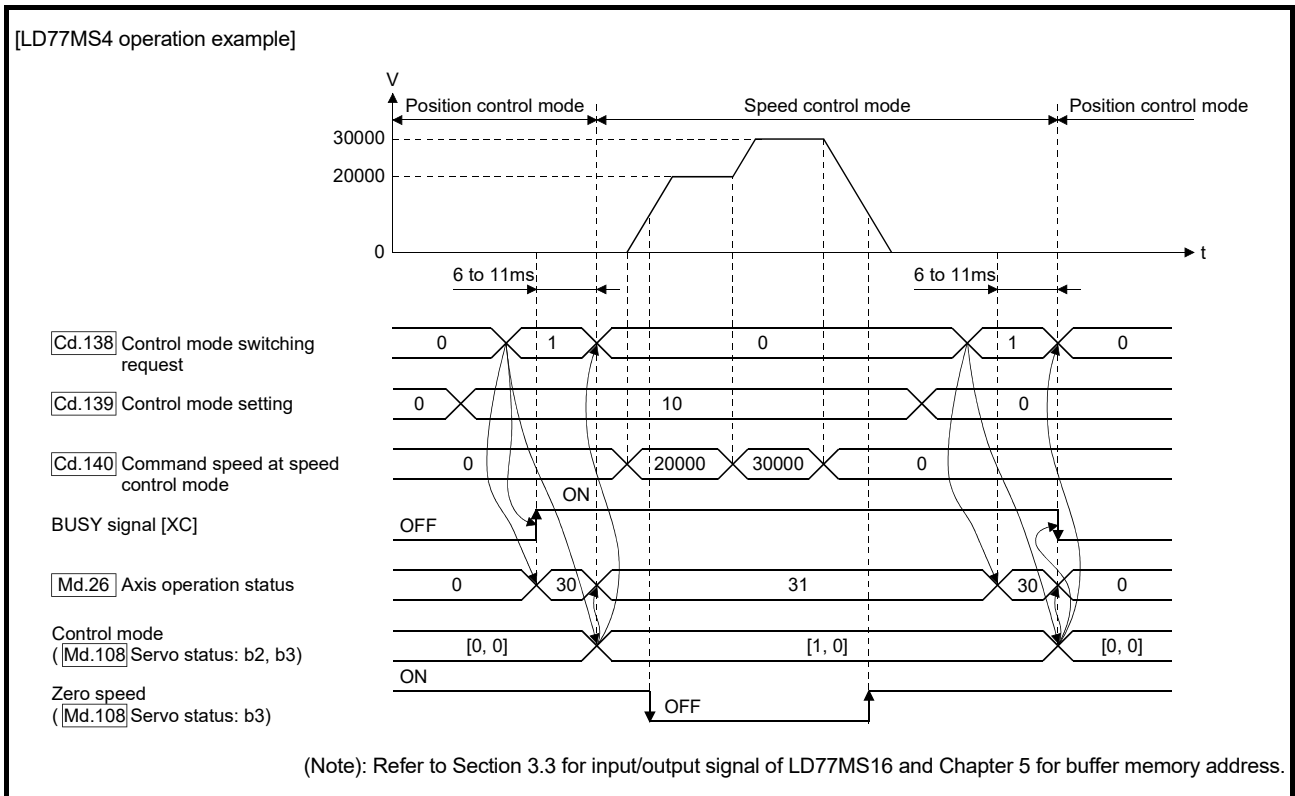 [LD77MS4 operation example]
V
Position control mode
Speed control mode
Position control mode
30000
20000
0
t
6 to 11ms
6 to 11ms
Cd.138 Control mode switching
request
0
1
0
1
0
Cd.139 Control mode setting
0
10
0
Cd.140 Command speed at speed
control mode
0
20000
30000
0
BUSY signal [XC]
OFF
ON
Md.26 Axis operation status
0
30
31
30
0
Control mode
( Md.108 Servo status: b2, b3)
[0, 0]
[1, 0]
[0, 0]
Zero speed
( Md.108 Servo status: b3)
ON
OFF
(Note): Refer to Section 3.3 for input/output signal of LD77MS16 and Chapter 5 for buffer memory address.